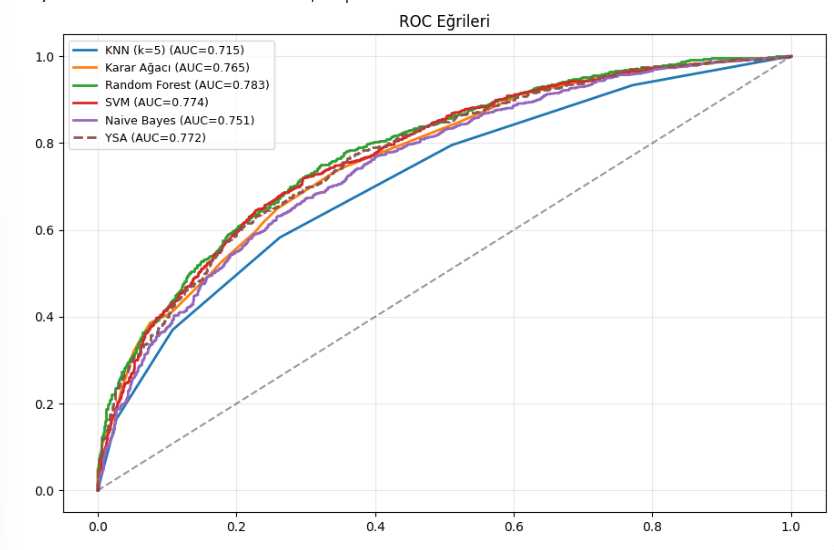 ROC Eğrileri
KNN (k=5) (AUC=0.715)
Karar Ağacı (AUC=0.765)
Random Forest (AUC=0.783)
SVM (AUC=0.774)
Naive Bayes (AUC=0.751)
YSA (AUC=0.772)
1.0
0.8
0.6
0.4
0.2
0.0
0.0 0.2 0.4 0.6 0.8 1.0